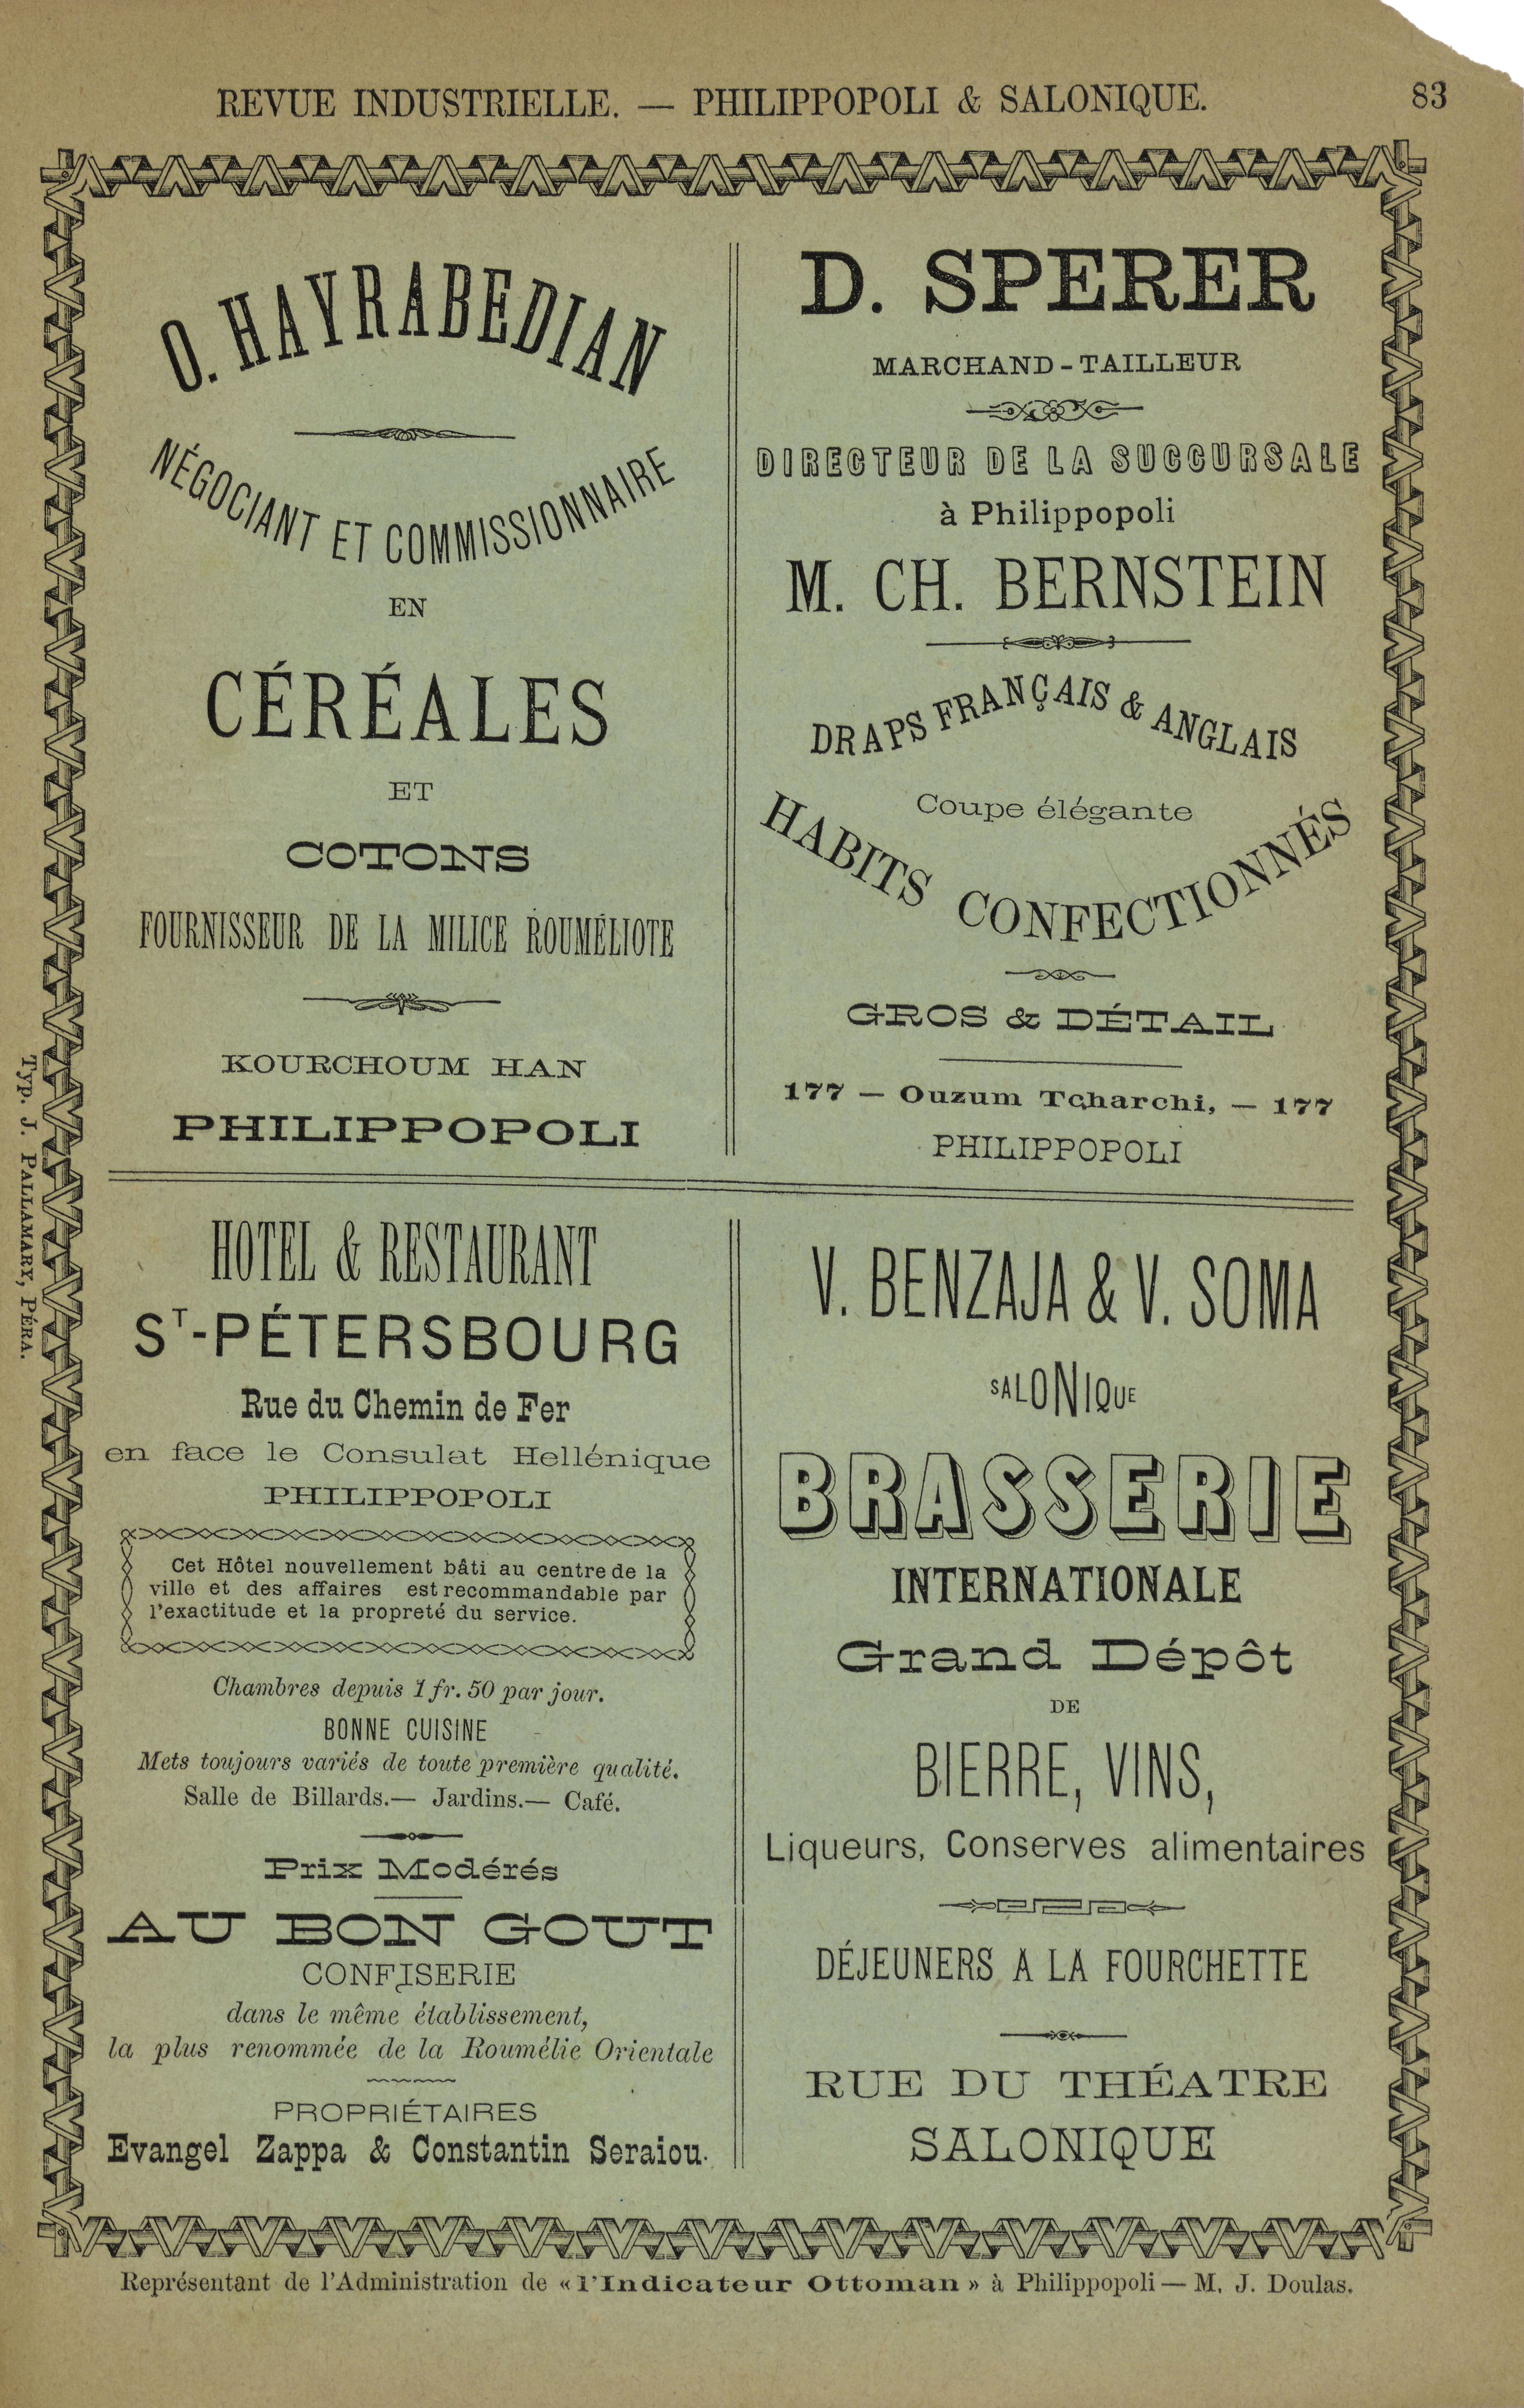 REVUE INDUSTRIELLE. — PHILIPPOPOLI & SALONIQUE.
83
O. HAYRABEDIAN
NÉGOCIANT ET COMMISSIONNAIRE
EN
CÉRÉALES
ET
COTONS
FOURNISSEUR DE LA MILICE ROUMÉLIOTE
KOURCHOUM HAN
PHILIPPOPOLI
D. SPERER
MARCHAND-TAILLEUR
DIRECTEUR DE LA SUCCURSALE
à Philippopoli
M. CH. BERNSTEIN
DRAPS FRANÇAIS & ANGLAIS
Coupe élégante
HABITS CONFECTIONNÉS
GROS & DÉTAIL
177 — Ouzum Tcharchi, — 177
PHILIPPOPOLI
HOTEL & RESTAURANT
ST-PÉTERSBOURG
Rue du Chemin de Fer
en face le Consulat Hellénique
PHILIPPOPOLI
Cet Hôtel nouvellement bâti au centre de la
ville et des affaires est recommandable par
l'exactitude et la propreté du service.
Chambres depuis 1 fr. 50 par jour.
BONNE CUISINE
Mets toujours variés de toute première qualité.
Salle de Billards.— Jardins.— Café.
Prix Modérés
AU BON GOUT
CONFISERIE
dans le même établissement,
la plus renommée de la Roumélie Orientale
PROPRIÉTAIRES
Evangel Zappa & Constantin Seraiou.
V. BENZAJA & V. SOMA
SALONIQUE
BRASSERIE
INTERNATIONALE
Grand Dépôt
DE
BIERRE, VINS,
Liqueurs, Conserves alimentaires
DÉJEUNERS A LA FOURCHETTE
RUE DU THÉATRE
SALONIQUE
Typ. J. PALLAMARY, PÉRA.
Représentant de l'Administration de «l'Indicateur Ottoman» à Philippopoli — M. J. Doulas.